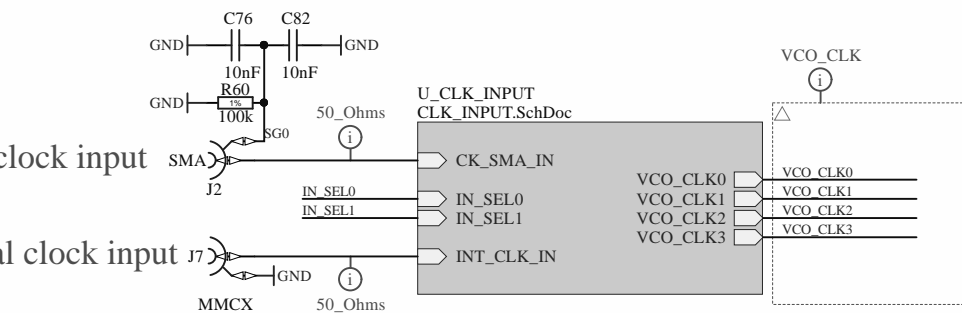 C76
C82
GND
GND
10nF
10nF
R60
GND
1%
100k
SG0
50_Ohms
i
U_CLK_INPUT
CLK_INPUT.SchDoc
VCO_CLK
i
clock input
SMA
J2
CK_SMA_IN
IN_SEL0
IN_SEL0
IN_SEL1
IN_SEL1
VCO_CLK0
VCO_CLK0
VCO_CLK1
VCO_CLK1
VCO_CLK2
VCO_CLK2
VCO_CLK3
VCO_CLK3
al clock input
J7
INT_CLK_IN
GND
i
MMCX
50_Ohms